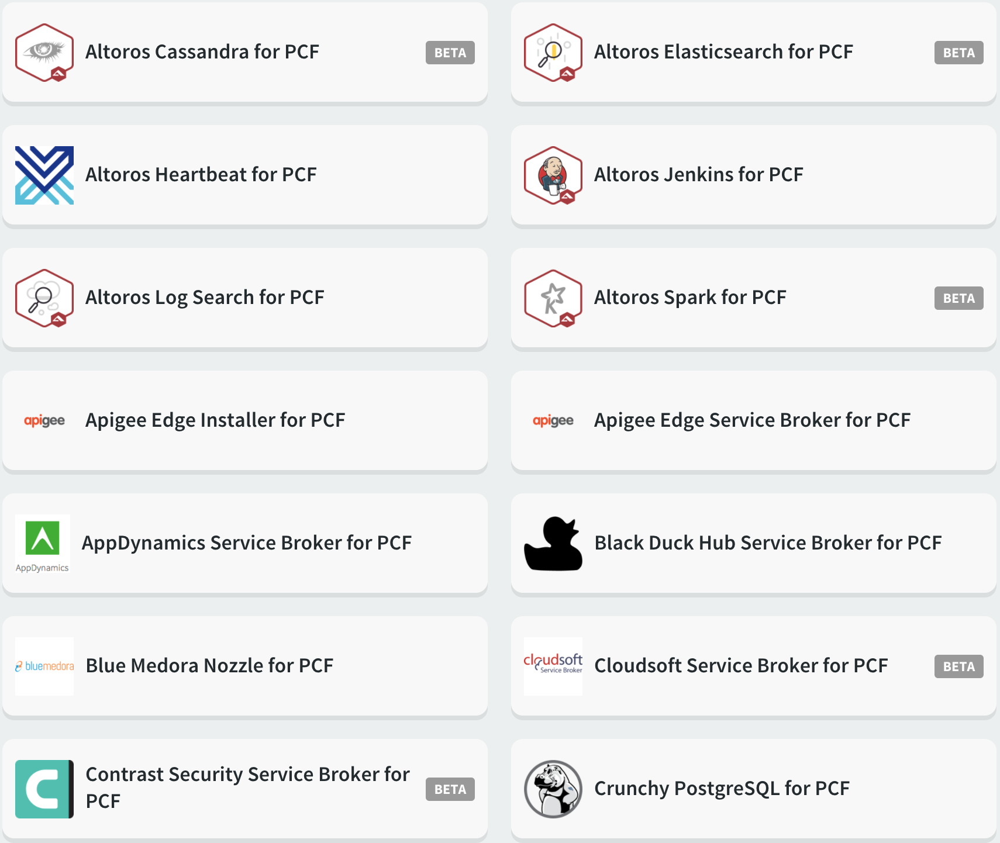 Altoros Cassandra for PCF
BETA
Altoros Elasticsearch for PCF
BETA
Altoros Heartbeat for PCF
Altoros Jenkins for PCF
Altoros Log Search for PCF
Altoros Spark for PCF
BETA
apigee
Apigee Edge Installer for PCF
apigee
Apigee Edge Service Broker for PCF
AppDynamics
AppDynamics Service Broker for PCF
Black Duck Hub Service Broker for PCF
bluemedora
Blue Medora Nozzle for PCF
cloudsoft
Service Broker
Cloudsoft Service Broker for PCF
BETA
C
Contrast Security Service Broker for
PCF
BETA
Crunchy PostgreSQL for PCF